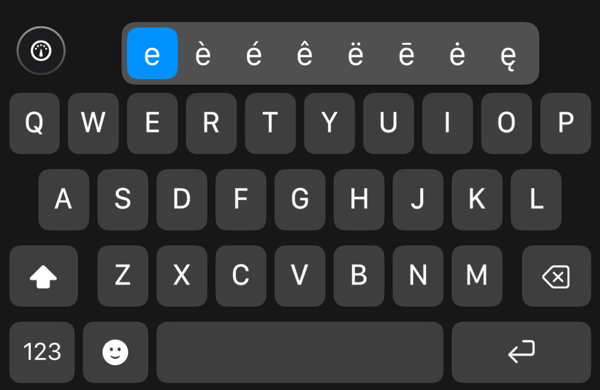 e è é ê ë ē ė ę
Q W E R T Y U I O P
A S D F G H J K L
Z X C V B N M
123